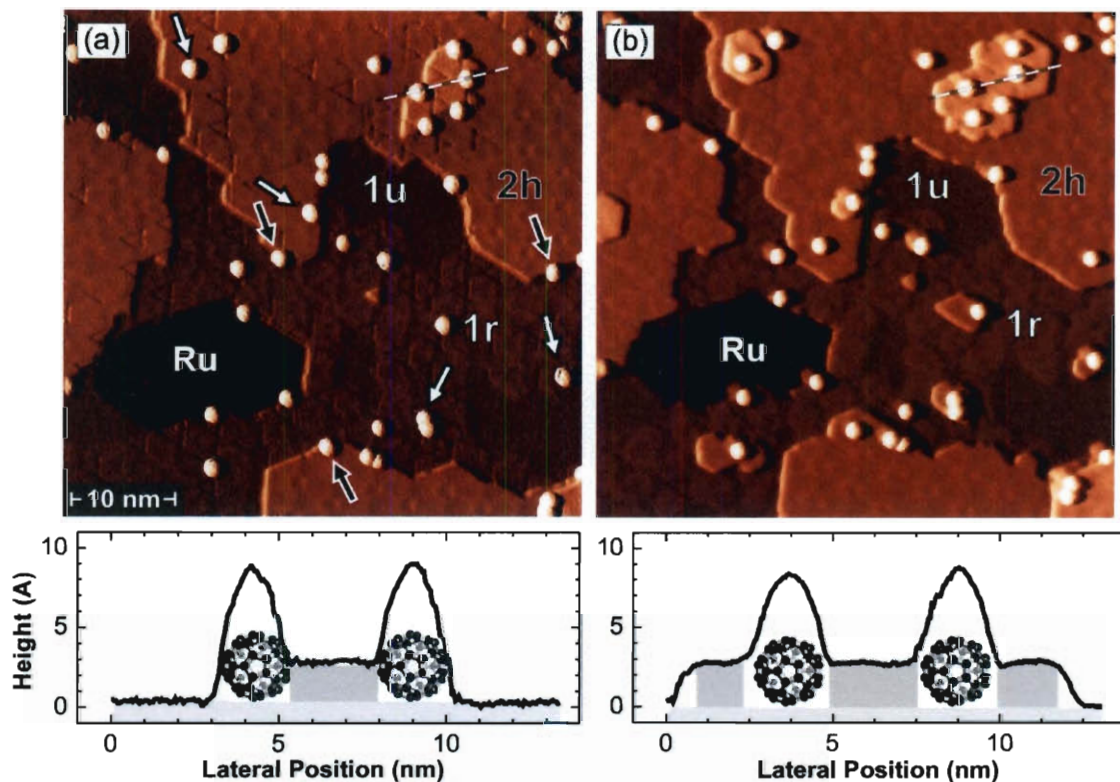 (a)
1u
2h
1r
Ru
10 nm
(b)
1u
2h
1r
Ru
Height (A)
10
5
0
0
5
10
Lateral Position (nm)
10
5
0
0
5
10
Lateral Position (nm)